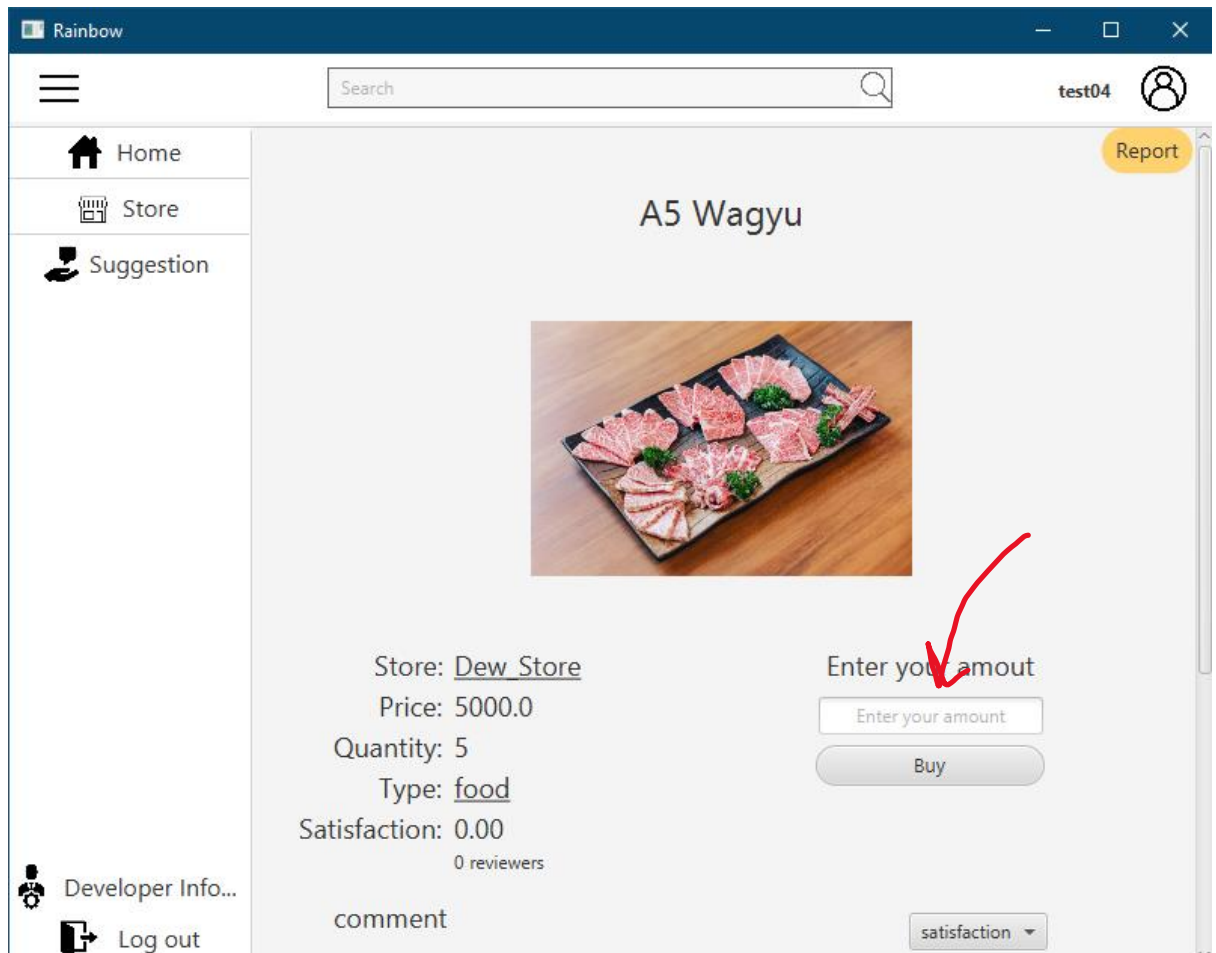 Rainbow
Search
test04
Home
Store
Suggestion
Report
A5 Wagyu
Store: Dew_Store
Price: 5000.0
Quantity: 5
Type: food
Satisfaction: 0.00
0 reviewers
Enter your amout
Enter your amount
Buy
comment
satisfaction
Developer Info...
Log out